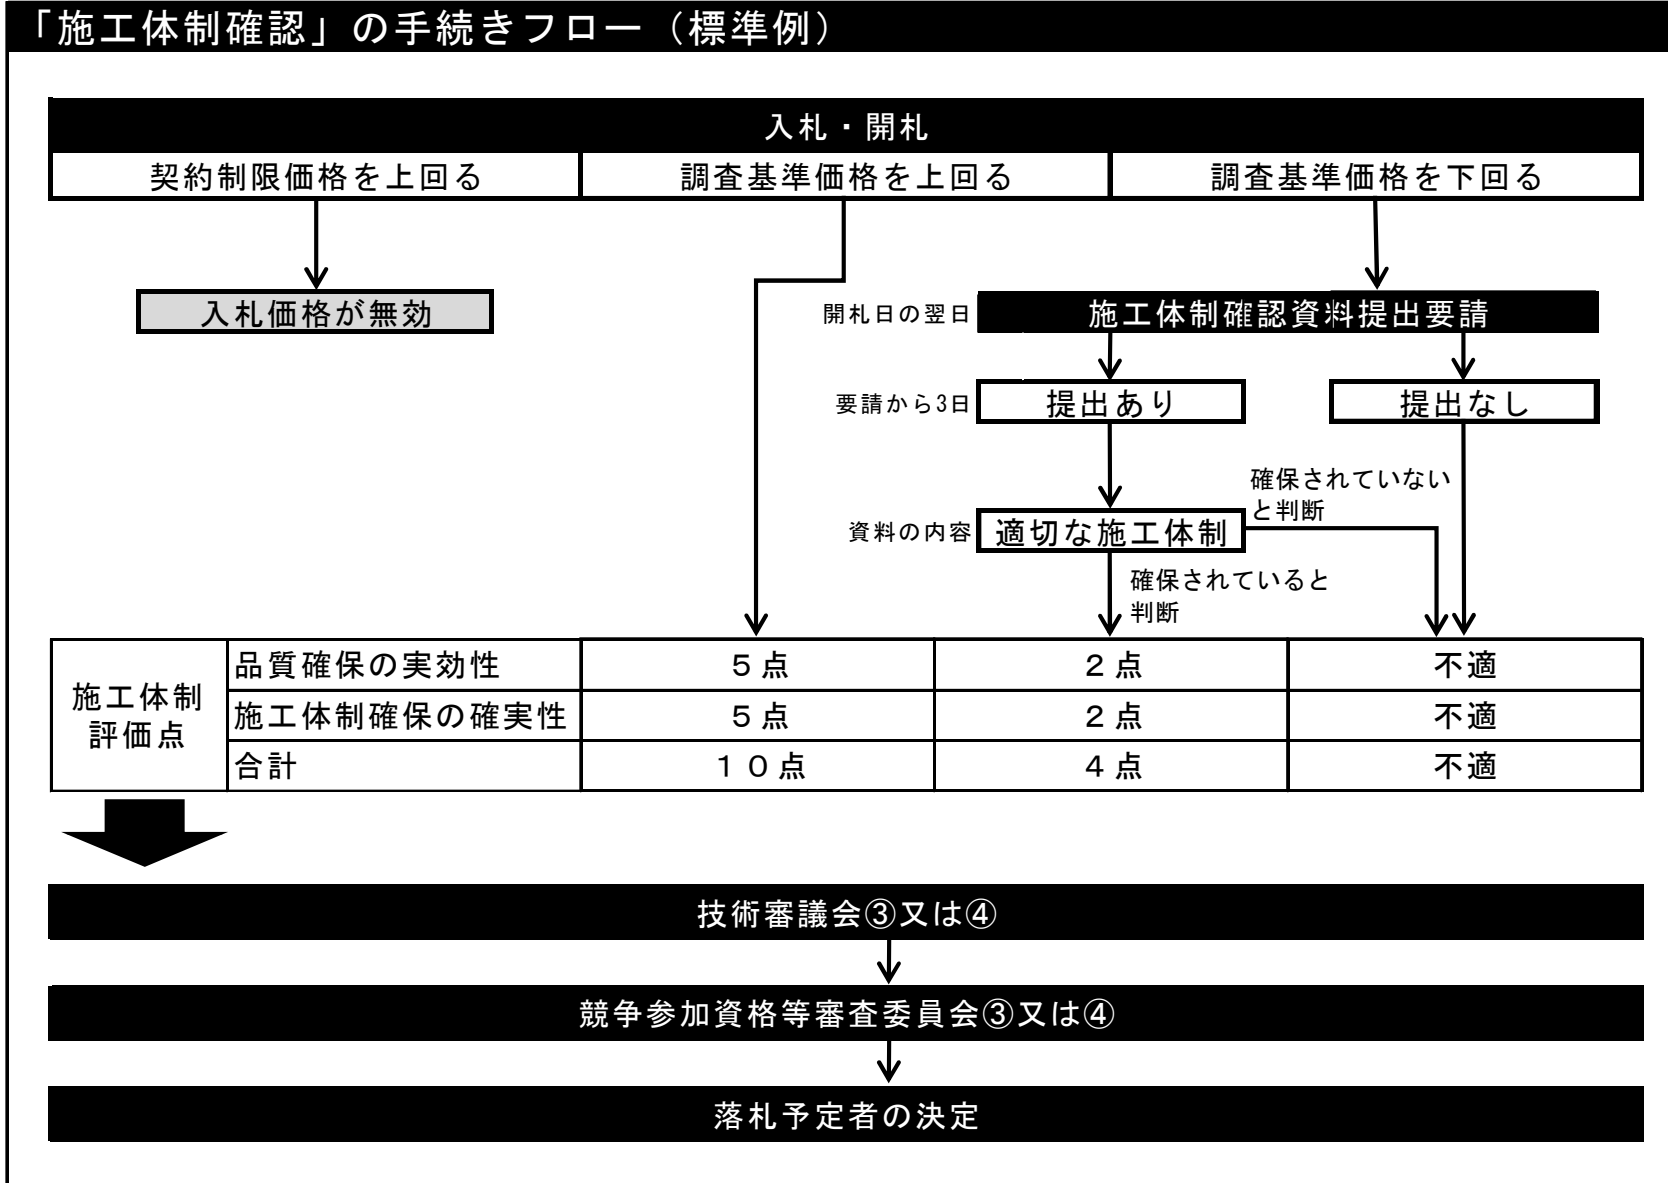 「施工体制確認」の手続きフロー（標準例）
入札・開札
契約制限価格を上回る
調査基準価格を上回る
調査基準価格を下回る
入札価格が無効
開札日の翌日
施工体制確認資料提出要請
要請から3日
提出あり
提出なし
確保されていない
と判断
資料の内容
適切な施工体制
確保されていると
判断
施工体制
評価点
品質確保の実効性
５点
２点
不適
施工体制確保の確実性
５点
２点
不適
合計
１０点
４点
不適
技術審議会③又は④
競争参加資格等審査委員会③又は④
落札予定者の決定